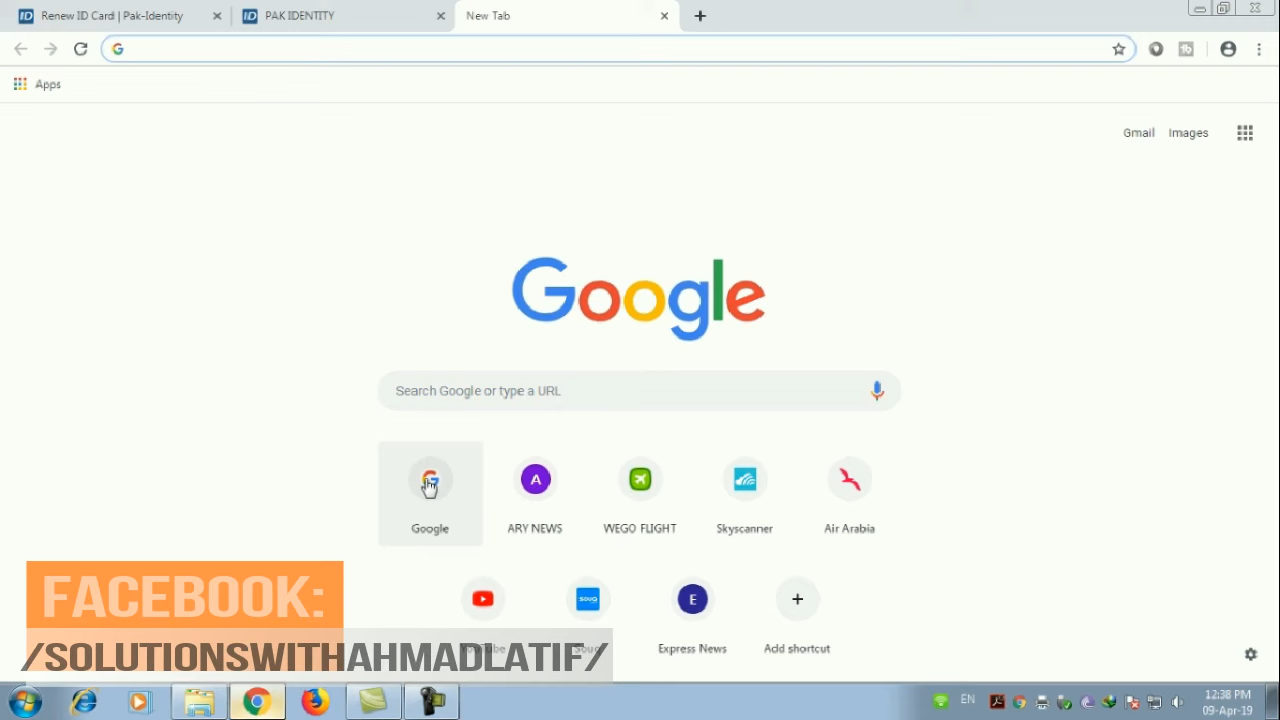 Renew ID Card | Pak-Identity
PAK IDENTITY
New Tab
Apps
Gmail Images
Google
Search Google or type a URL
Google
ARY NEWS
WEGO FLIGHT
Skyscanner
Air Arabia
YouTube
Souq
Express News
Add shortcut
FACEBOOK:
/SOLUTIONSWITHAHMADLATIF/
EN
12:38 PM
09-Apr-19